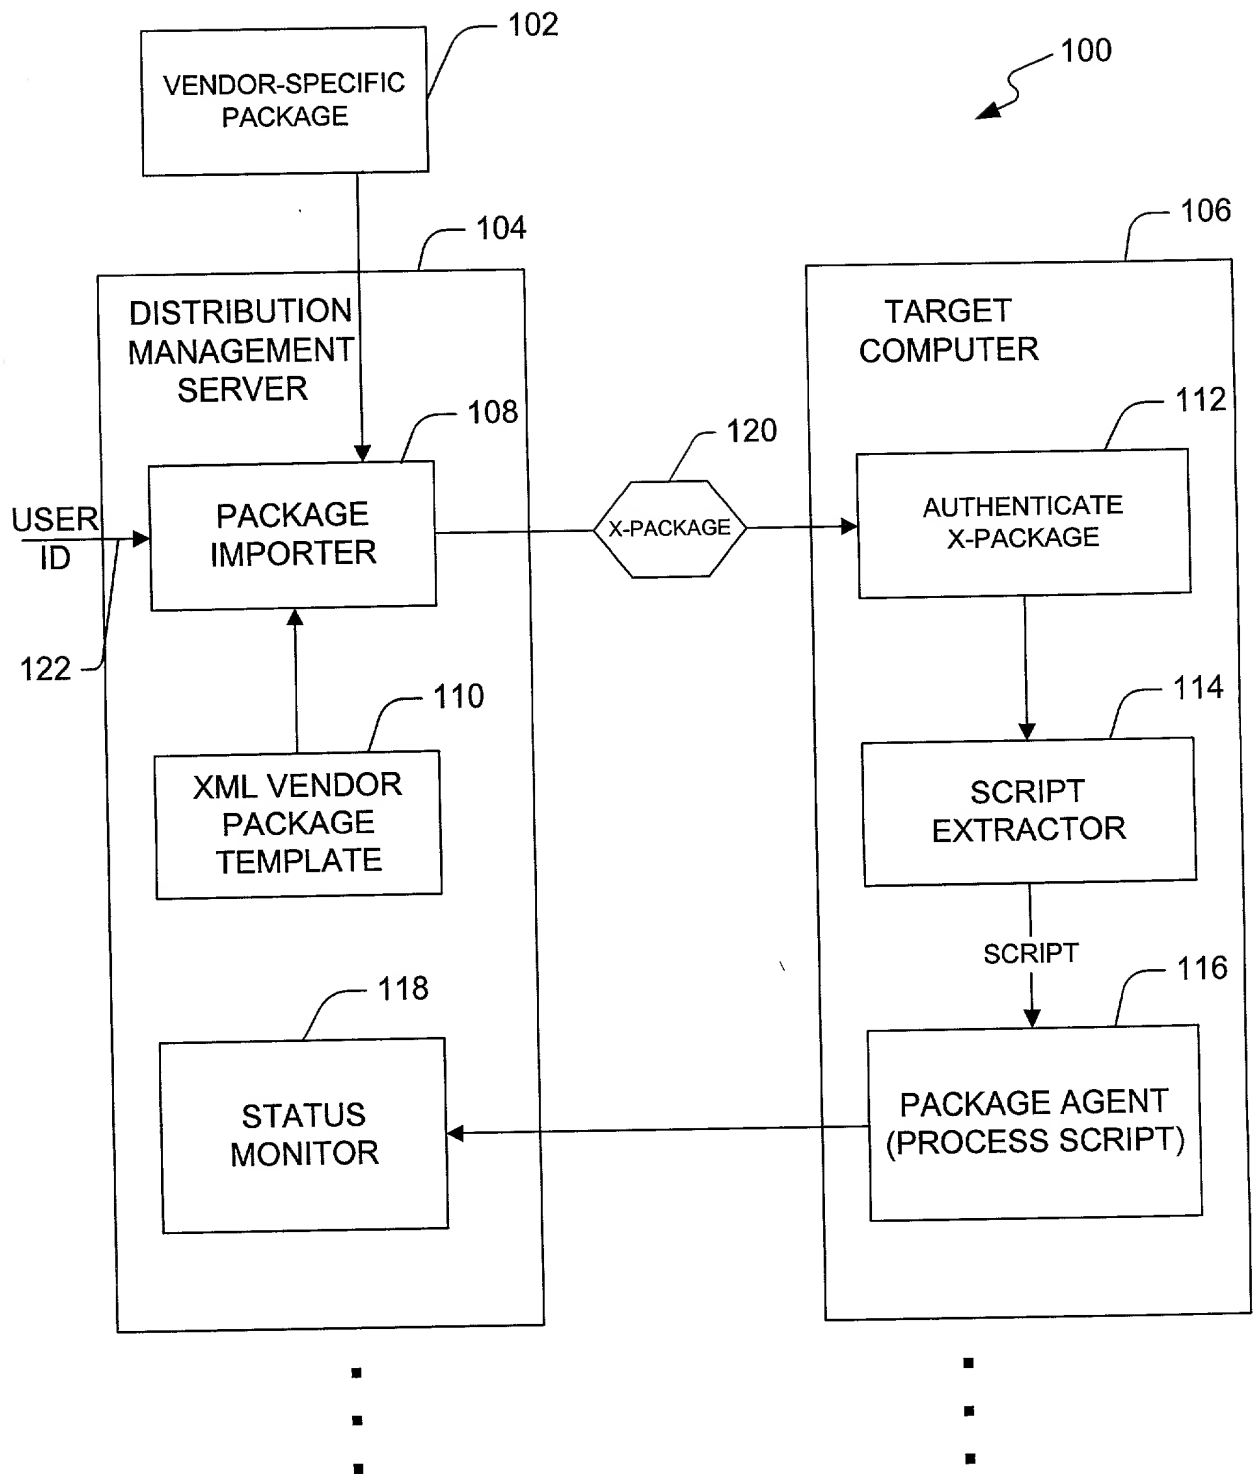 102
VENDOR-SPECIFIC
PACKAGE
100
104
106
DISTRIBUTION
MANAGEMENT
SERVER
TARGET
COMPUTER
108
120
112
USER
ID
PACKAGE
IMPORTER
X-PACKAGE
AUTHENTICATE
X-PACKAGE
122
110
114
XML VENDOR
PACKAGE
TEMPLATE
SCRIPT
EXTRACTOR
SCRIPT
118
116
STATUS
MONITOR
PACKAGE AGENT
(PROCESS SCRIPT)